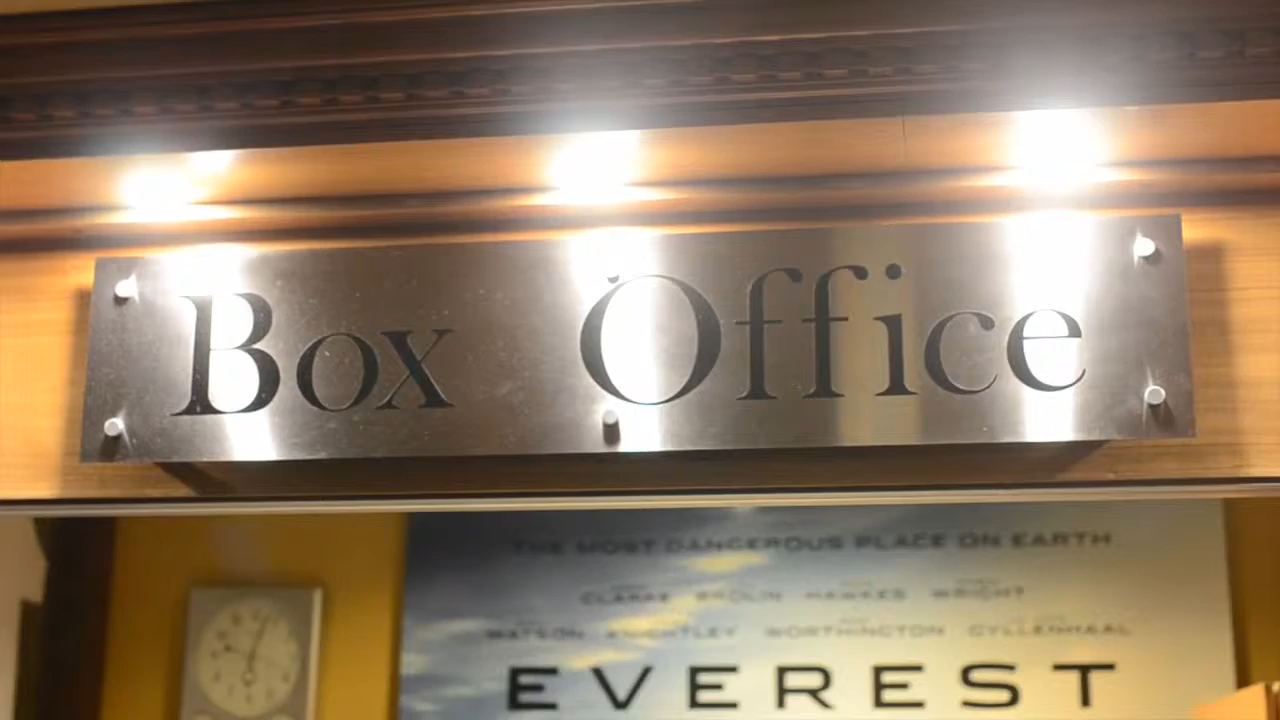 Box Office
THE MOST DANGEROUS PLACE ON EARTH
CLARKE BROLIN HAWKES WRIGHT
WATSON KNIGHTLEY WORTHINGTON GYLLENHAAL
EVEREST